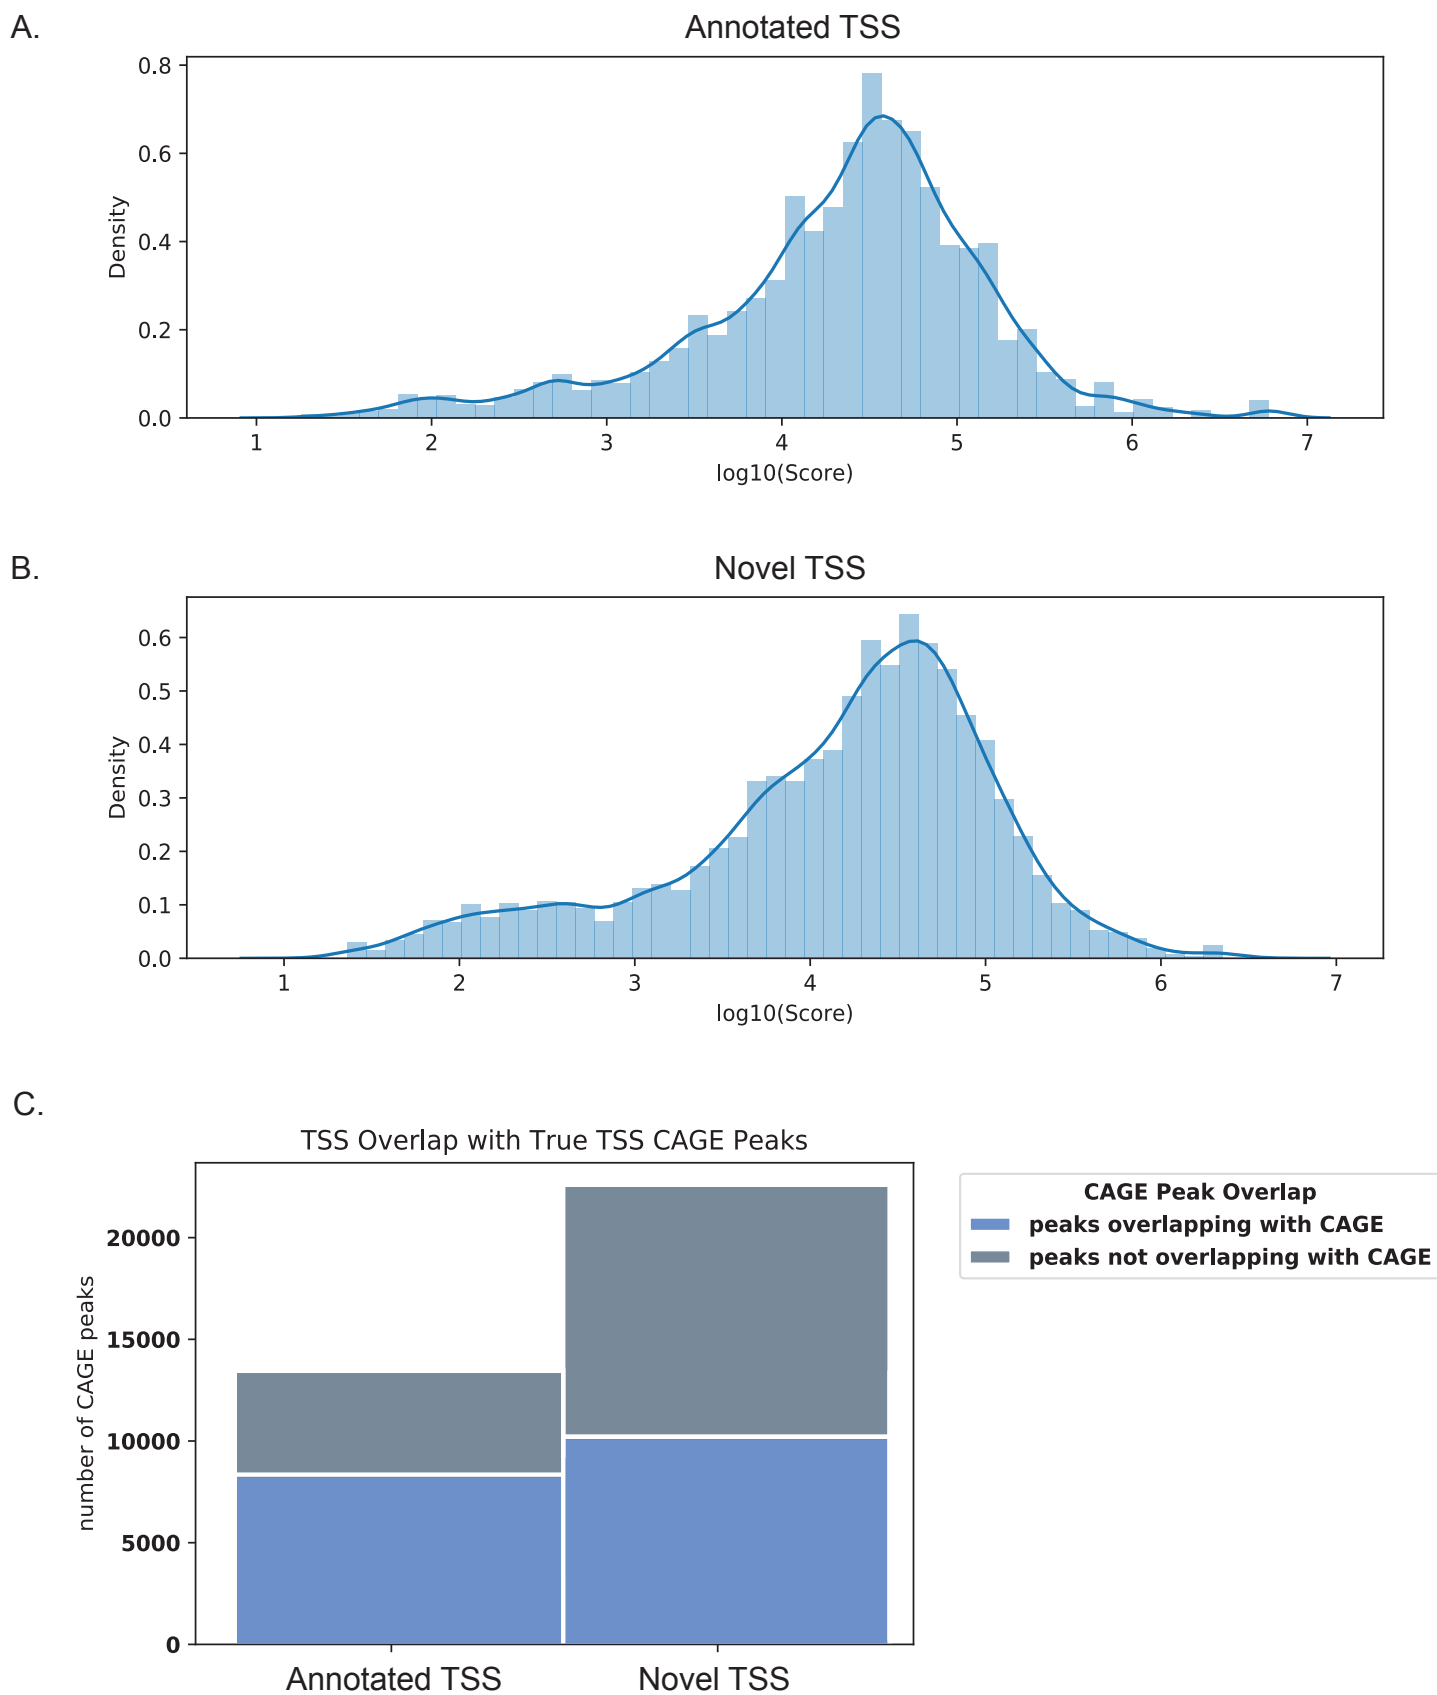 A.
Annotated TSS
0.8
0.6
0.4
0.2
0.0
Density
1 2 3 4 5 6 7
log10(Score)
B.
Novel TSS
0.6
0.5
0.4
0.3
0.2
0.1
0.0
Density
1 2 3 4 5 6 7
log10(Score)
C.
TSS Overlap with True TSS CAGE Peaks
20000
15000
10000
5000
0
number of CAGE peaks
Annotated TSS Novel TSS
CAGE Peak Overlap
peaks overlapping with CAGE
peaks not overlapping with CAGE